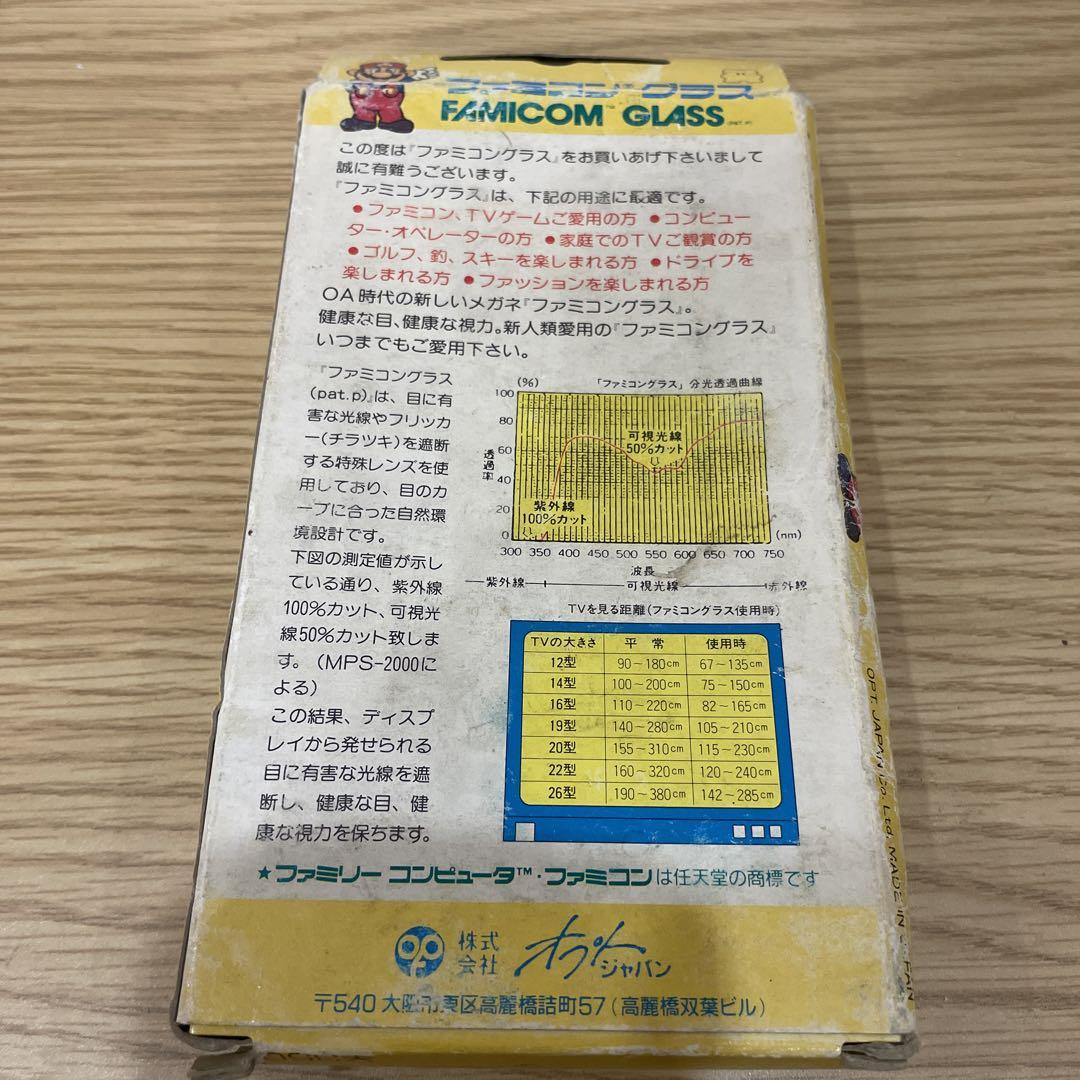 ファミコン™グラス
FAMICOM™ GLASS (PAT. P)
この度は『ファミコングラス』をお買いあげ下さいまして
誠に有難うございます。
『ファミコングラス』は、下記の用途に最適です。
●ファミコン、TVゲームご愛用の方 ●コンピュー
ター・オペレーターの方 ●家庭でのTVご観賞の方
●ゴルフ、釣、スキーを楽しまれる方 ●ドライブを
楽しまれる方 ●ファッションを楽しまれる方
OA時代の新しいメガネ『ファミコングラス』。
健康な目、健康な視力。新人類愛用の『ファミコングラス』
いつまでもご愛用下さい。
『ファミコングラス
(pat.p)』は、目に有
害な光線やフリッカ
ー(チラツキ)を遮断
する特殊レンズを使
用しており、目のカ
ーブに合った自然環
境設計です。
下図の測定値が示し
ている通り、紫外線
100%カット、可視光
線50%カット致しま
す。(MPS-2000に
よる)
この結果、ディスプ
レイから発せられる
目に有害な光線を遮
断し、健康な目、健
康な視力を保ちます。
(%) 「ファミコングラス」分光透過曲線
100
80
60
40
20
0
透過率
可視光線
50%カット
紫外線
100%カット
(nm)
300 350 400 450 500 550 600 650 700 750
波長
紫外線 可視光線 赤外線
TVを見る距離(ファミコングラス使用時)
TVの大きさ 平常 使用時
12型 90~180cm 67~135cm
14型 100~200cm 75~150cm
16型 110~220cm 82~165cm
19型 140~280cm 105~210cm
20型 155~310cm 115~230cm
22型 160~320cm 120~240cm
26型 190~380cm 142~285cm
★ファミリー コンピュータ™・ファミコンは任天堂の商標です
株式
会社 オプトジャパン
〒540 大阪市東区高麗橋詰町57(高麗橋双葉ビル)
OPT. JAPAN Co., Ltd. MADE IN